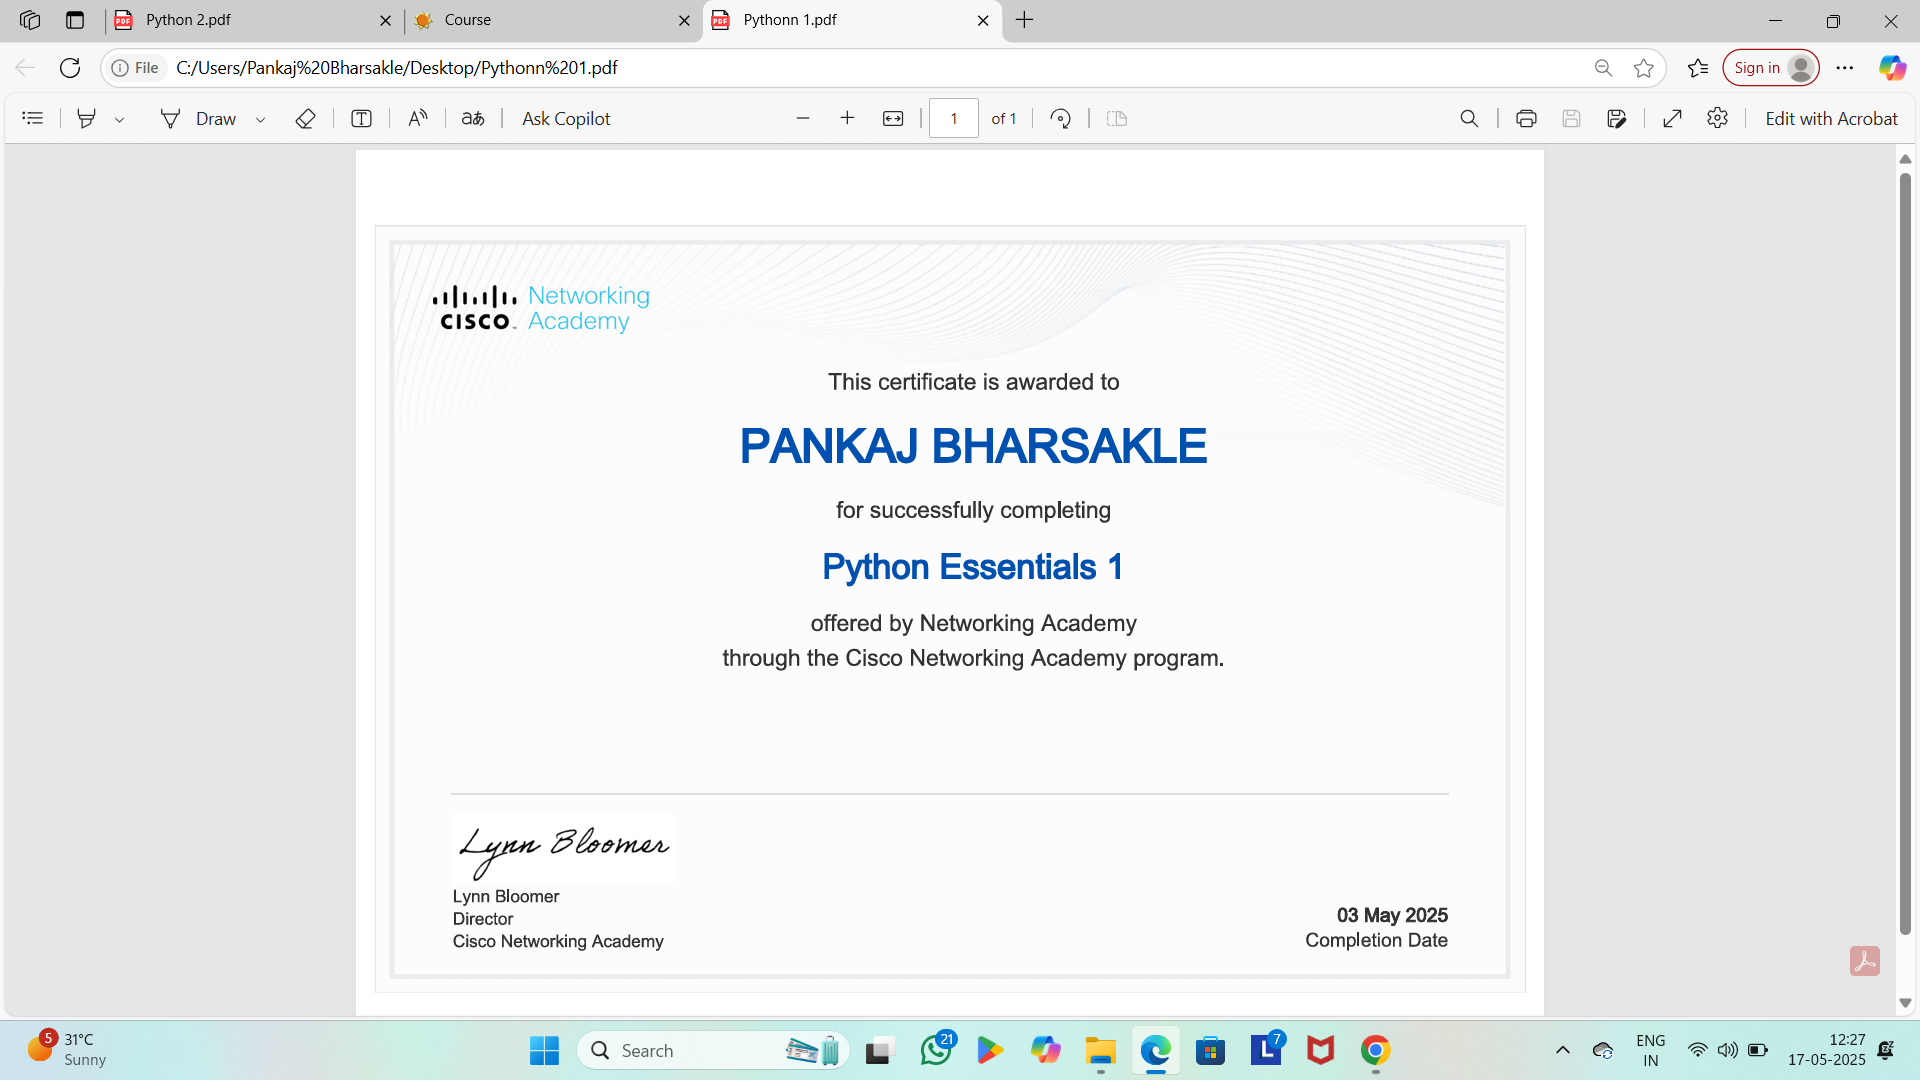 Python 2.pdf
Course
Pythonn 1.pdf
File
C:/Users/Pankaj%20Bharsakle/Desktop/Pythonn%201.pdf
Sign in
Draw
Ask Copilot
1
of 1
Edit with Acrobat
CISCO
Networking
Academy
This certificate is awarded to
PANKAJ BHARSAKLE
for successfully completing
Python Essentials 1
offered by Networking Academy
through the Cisco Networking Academy program.
Lynn Bloomer
Lynn Bloomer
Director
Cisco Networking Academy
03 May 2025
Completion Date
5
31°C
Sunny
Search
21
L
7
ENG
IN
12:27
17-05-2025